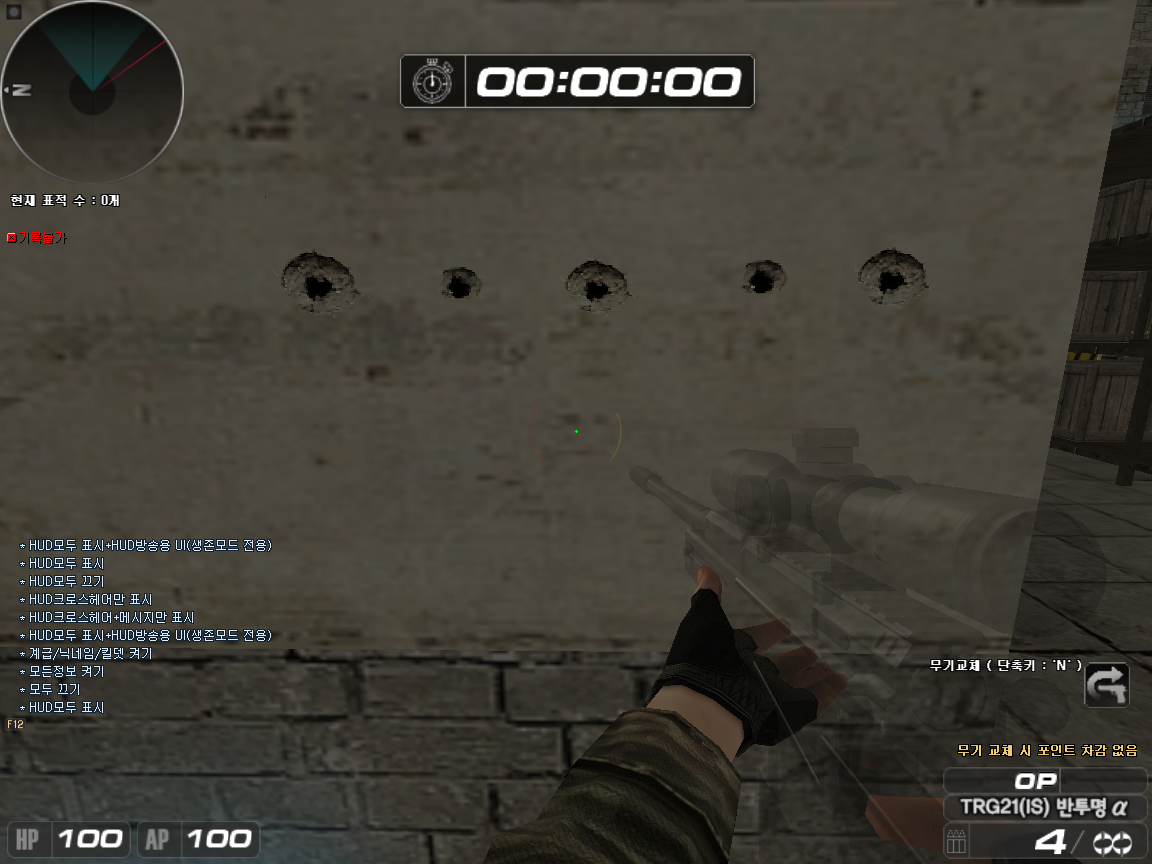 N
00:00:00
현재 표적 수 : 0개
기록불가
* HUD모두 표시+HUD방송용 UI(생존모드 전용)
* HUD모두 표시
* HUD모두 끄기
* HUD크로스헤어만 표시
* HUD크로스헤어+메시지만 표시
* HUD모두 표시+HUD방송용 UI(생존모드 전용)
* 계급/닉네임/킬뎃 켜기
* 모든정보 켜기
* 모두 끄기
* HUD모두 표시
F12
무기교체 ( 단축키 : 'N' )
무기 교체 시 포인트 차감 없음
OP
TRG21(IS) 반투명 α
HP 100 AP 100
4/∞